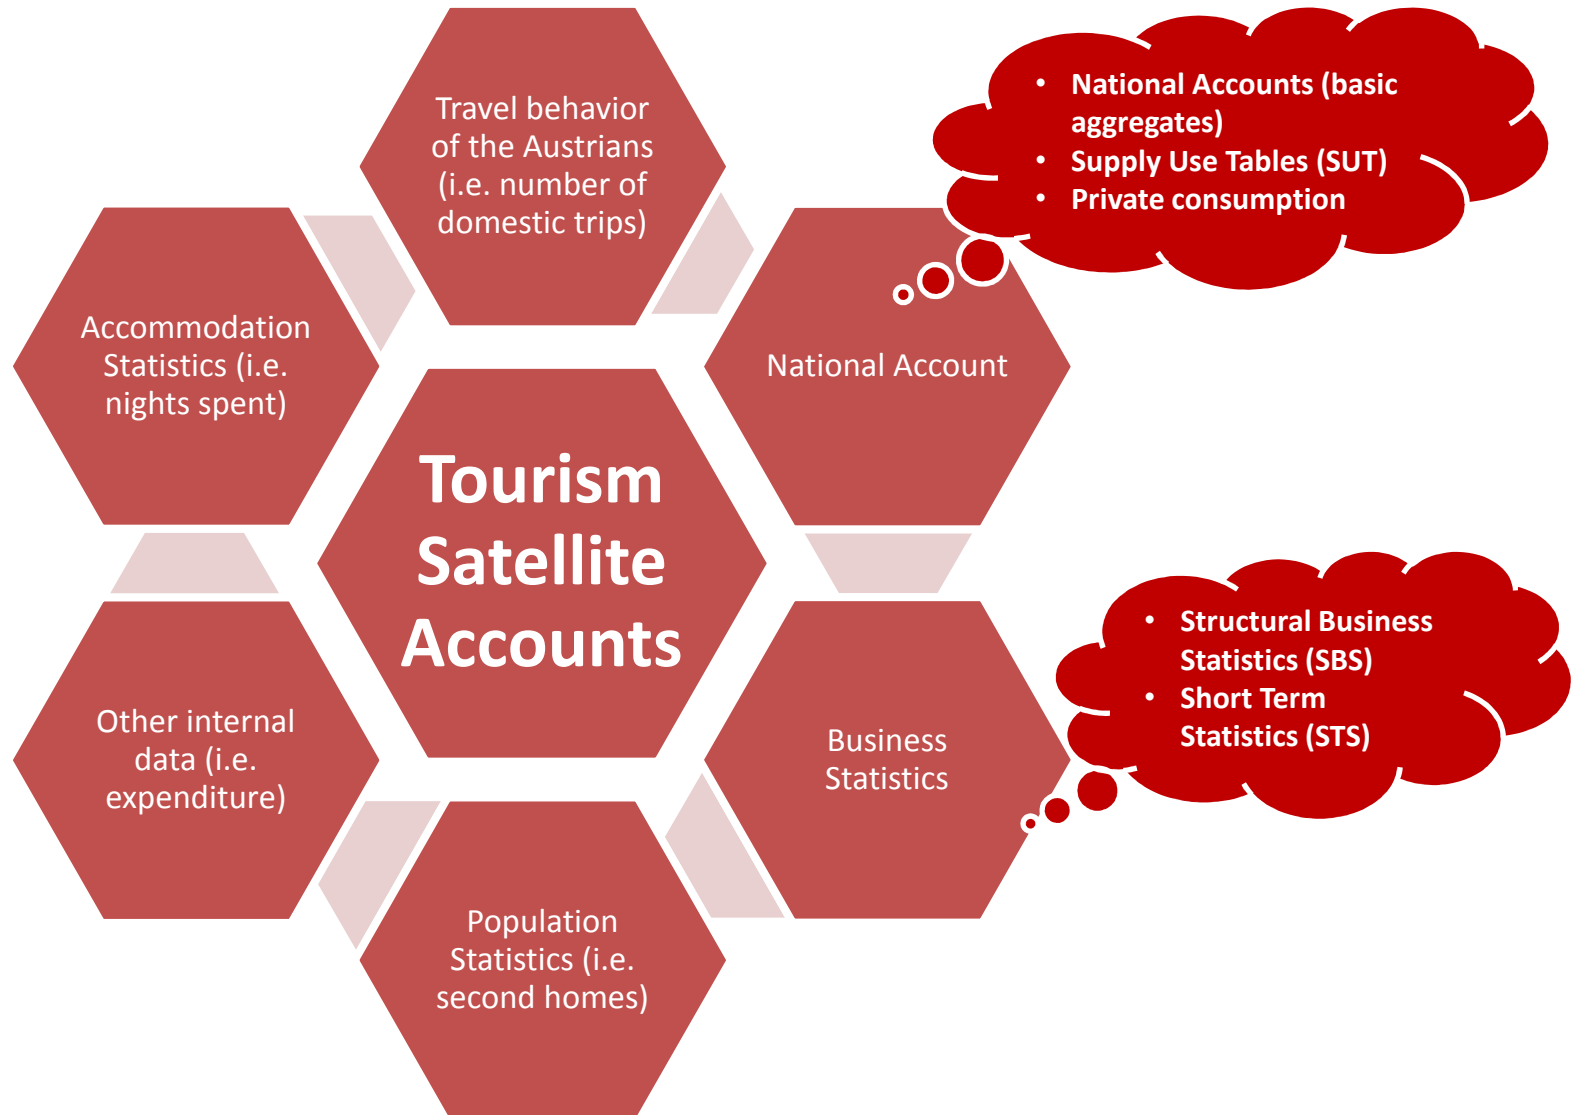 Travel behavior
of the Austrians
(i.e. number of
domestic trips)
• National Accounts (basic
aggregates)
• Supply Use Tables (SUT)
• Private consumption
Accommodation
Statistics (i.e.
nights spent)
National Account
Tourism
Satellite
Accounts
• Structural Business
Statistics (SBS)
• Short Term
Statistics (STS)
Other internal
data (i.e.
expenditure)
Business
Statistics
Population
Statistics (i.e.
second homes)